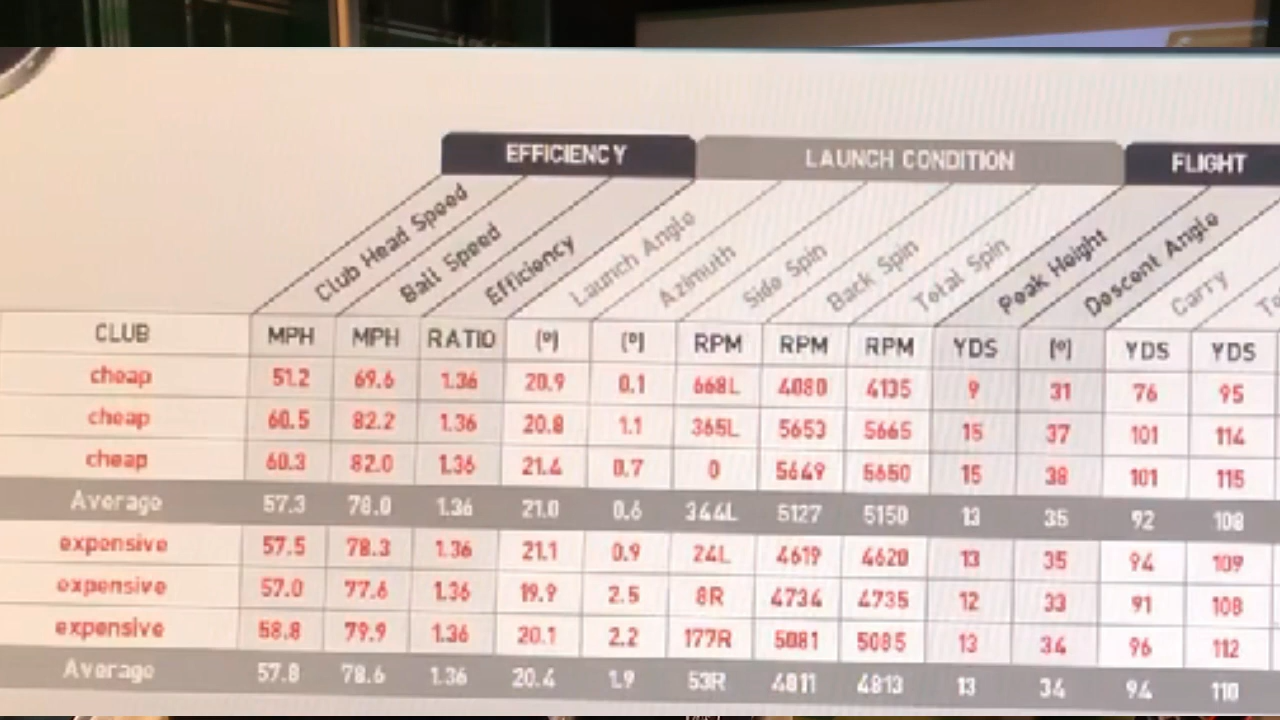 EFFICIENCY LAUNCH CONDITION FLIGHT
Club Head Speed Ball Speed Efficiency Launch Angle Azimuth Side Spin Back Spin Total Spin Peak Height Descent Angle Carry
CLUB MPH MPH RATIO (º) (º) RPM RPM RPM YDS (º) YDS YDS
cheap 51.2 69.6 1.36 20.9 0.1 668L 4080 4135 9 31 76 95
cheap 60.5 82.2 1.36 20.8 1.1 365L 5653 5665 15 37 101 114
cheap 60.3 82.0 1.36 21.4 0.7 0 5649 5650 15 38 101 115
Average 57.3 78.0 1.36 21.0 0.6 344L 5127 5150 13 35 92 108
expensive 57.5 78.3 1.36 21.1 0.9 24L 4619 4620 13 35 94 109
expensive 57.0 77.6 1.36 19.9 2.5 8R 4734 4735 12 33 91 108
expensive 58.8 79.9 1.36 20.1 2.2 177R 5081 5085 13 34 96 112
Average 57.8 78.6 1.36 20.4 1.9 53R 4811 4813 13 34 94 110